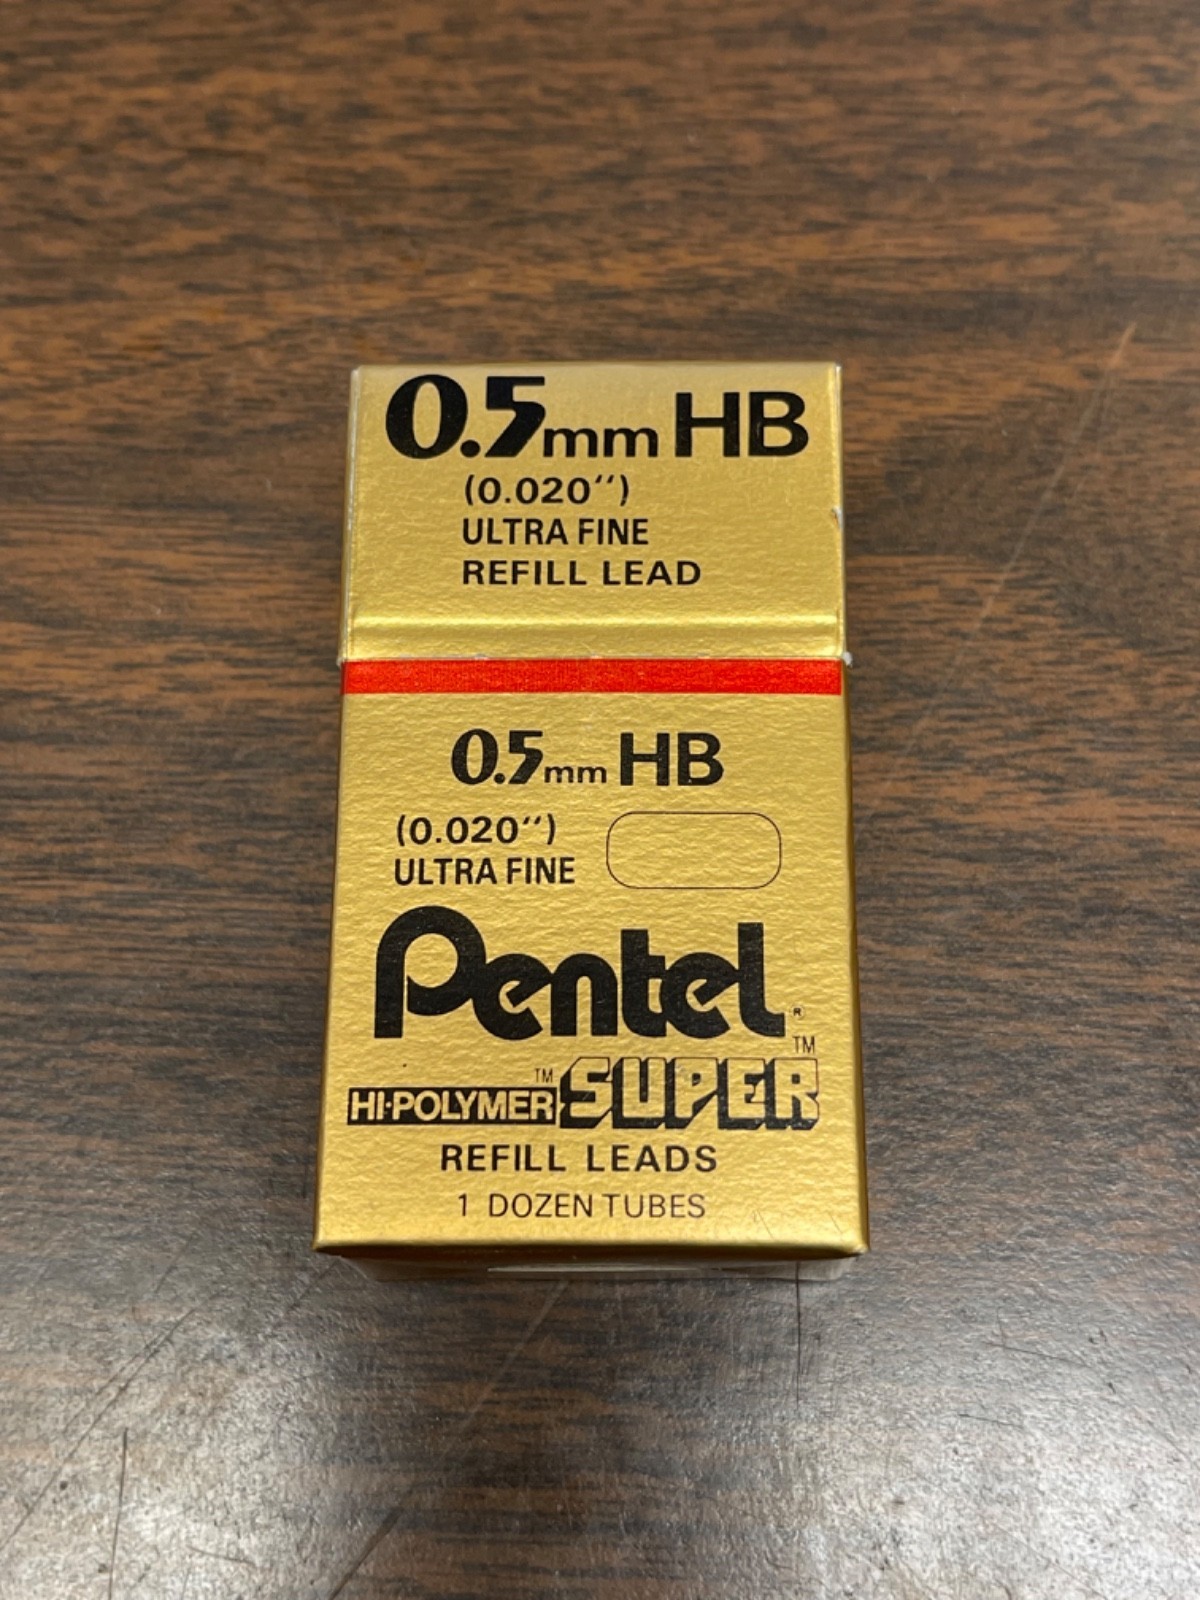 0.5mm HB
(0.020")
ULTRA FINE
REFILL LEAD
0.5mm HB
(0.020")
ULTRA FINE
Pentel®
HI-POLYMER™ SUPER™
REFILL LEADS
1 DOZEN TUBES